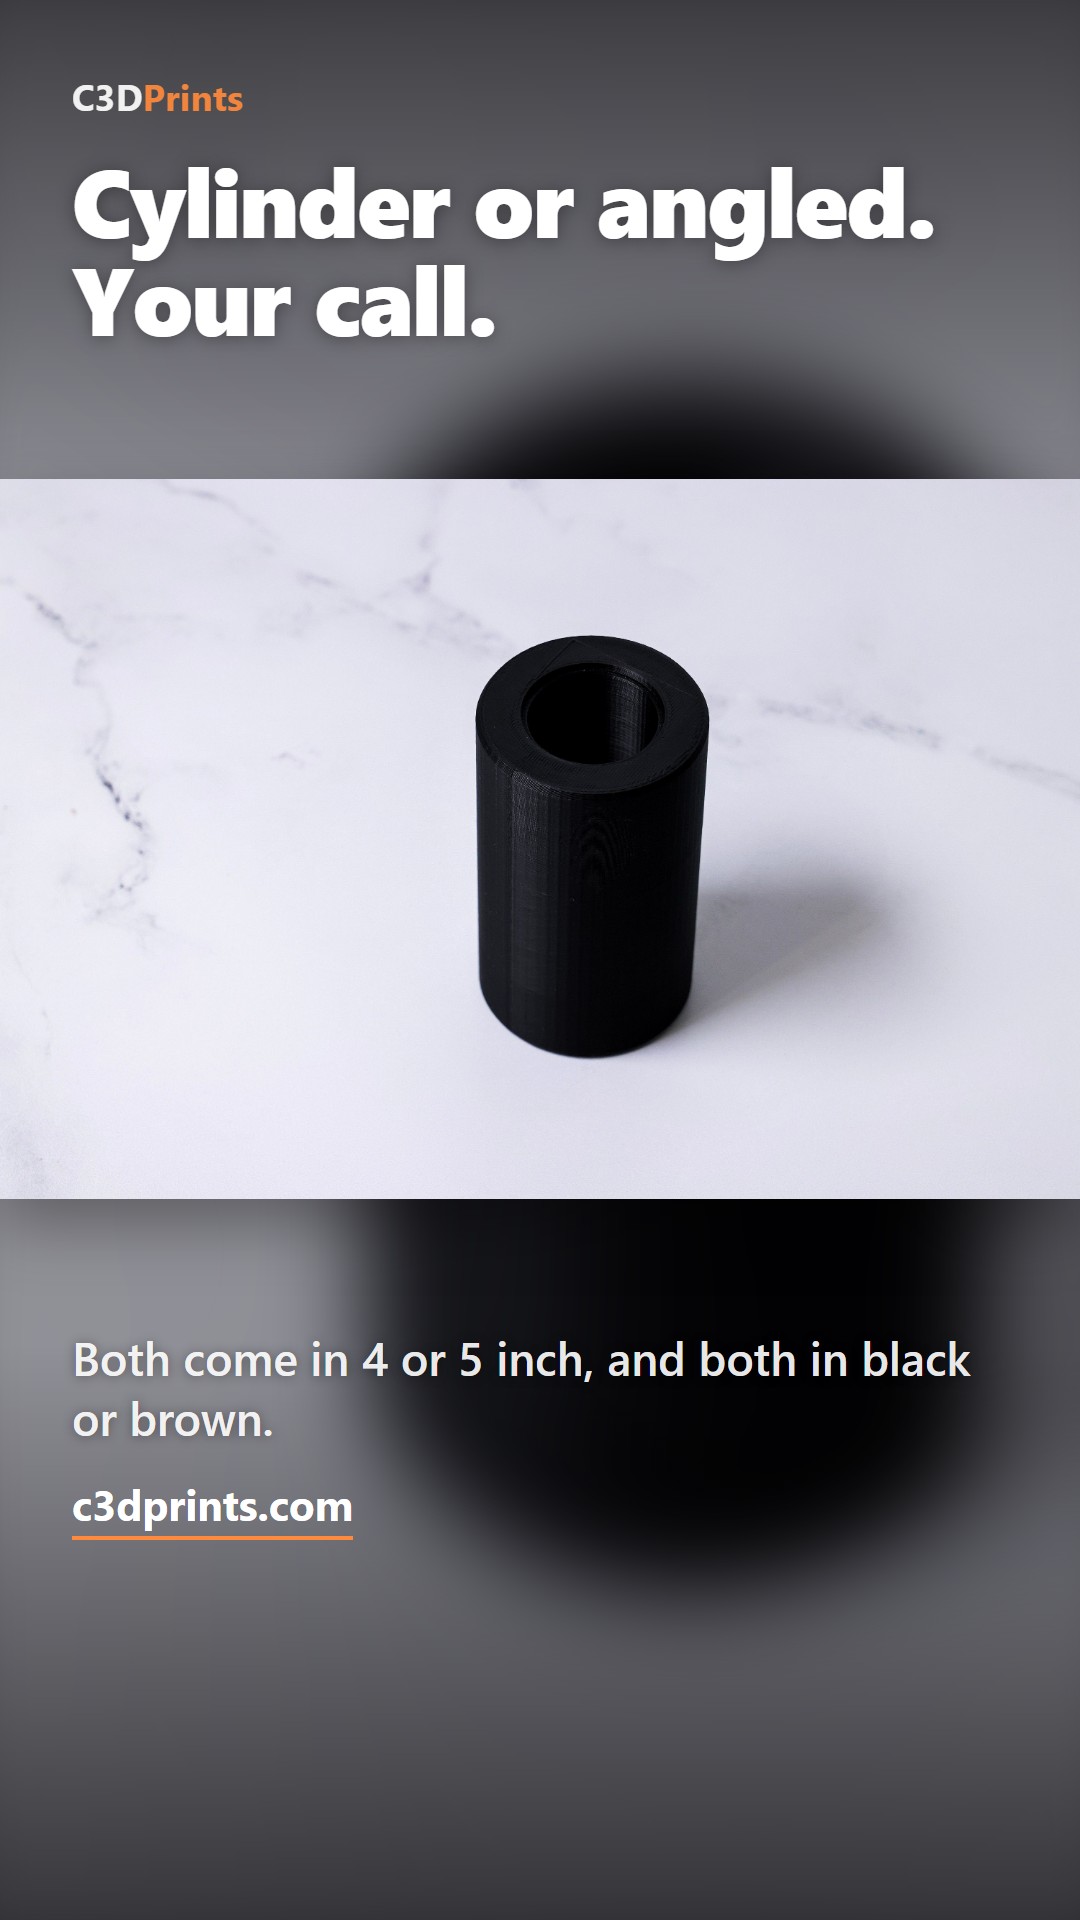 C3DPrints
Cylinder or angled.
Your call.
Both come in 4 or 5 inch, and both in black
or brown.
c3dprints.com